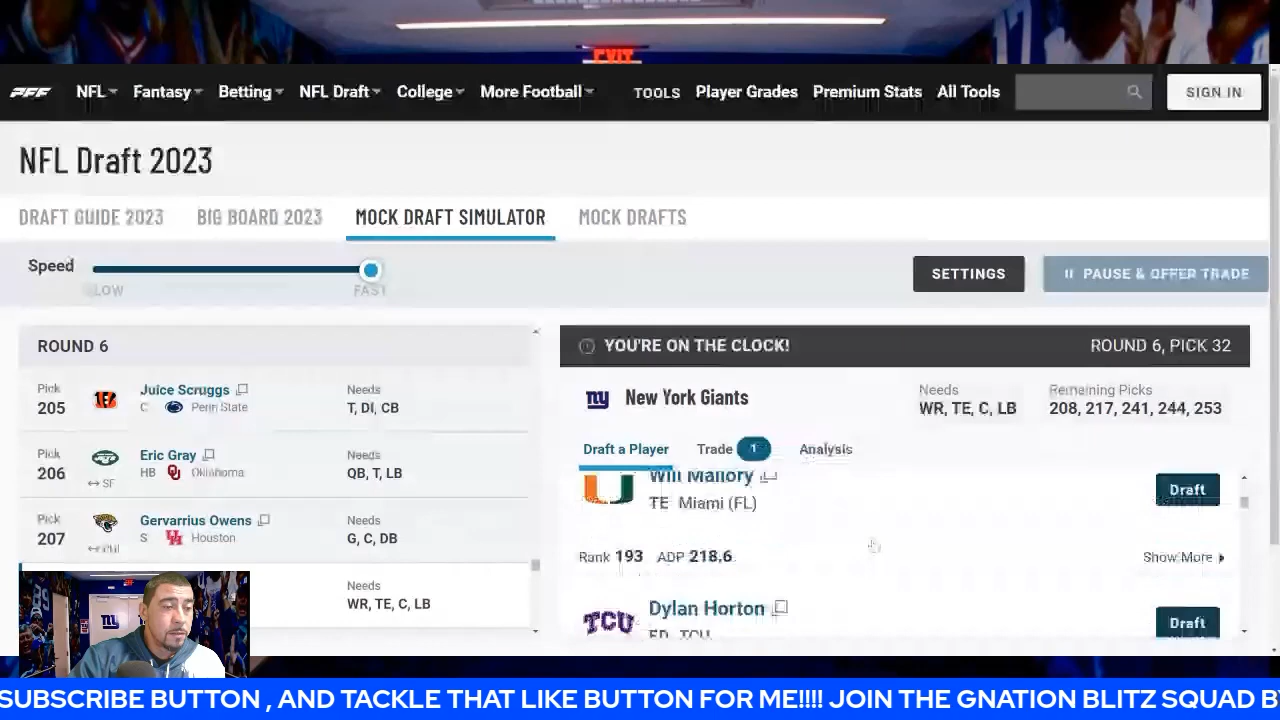 EXIT
PFF NFL Fantasy Betting NFL Draft College More Football TOOLS Player Grades Premium Stats All Tools SIGN IN
NFL Draft 2023
DRAFT GUIDE 2023 BIG BOARD 2023 MOCK DRAFT SIMULATOR MOCK DRAFTS
Speed
SLOW FAST
SETTINGS PAUSE & OFFER TRADE
ROUND 6
Pick 205 Juice Scruggs Needs
C Penn State T, DI, CB
Pick 206 Eric Gray Needs
HB Oklahoma QB, T, LB
↔ SF
Pick 207 Gervarrius Owens Needs
S Houston G, C, DB
Needs
WR, TE, C, LB
YOU'RE ON THE CLOCK! ROUND 6, PICK 32
ny New York Giants
Needs Remaining Picks
WR, TE, C, LB 208, 217, 241, 244, 253
Draft a Player Trade 1 Analysis
Will Mallory Draft
TE Miami (FL)
Rank 193 ADP 218.6 Show More
TCU Dylan Horton Draft
ED TCU
ny
SUBSCRIBE BUTTON , AND TACKLE THAT LIKE BUTTON FOR ME!!!! JOIN THE GNATION BLITZ SQUAD B